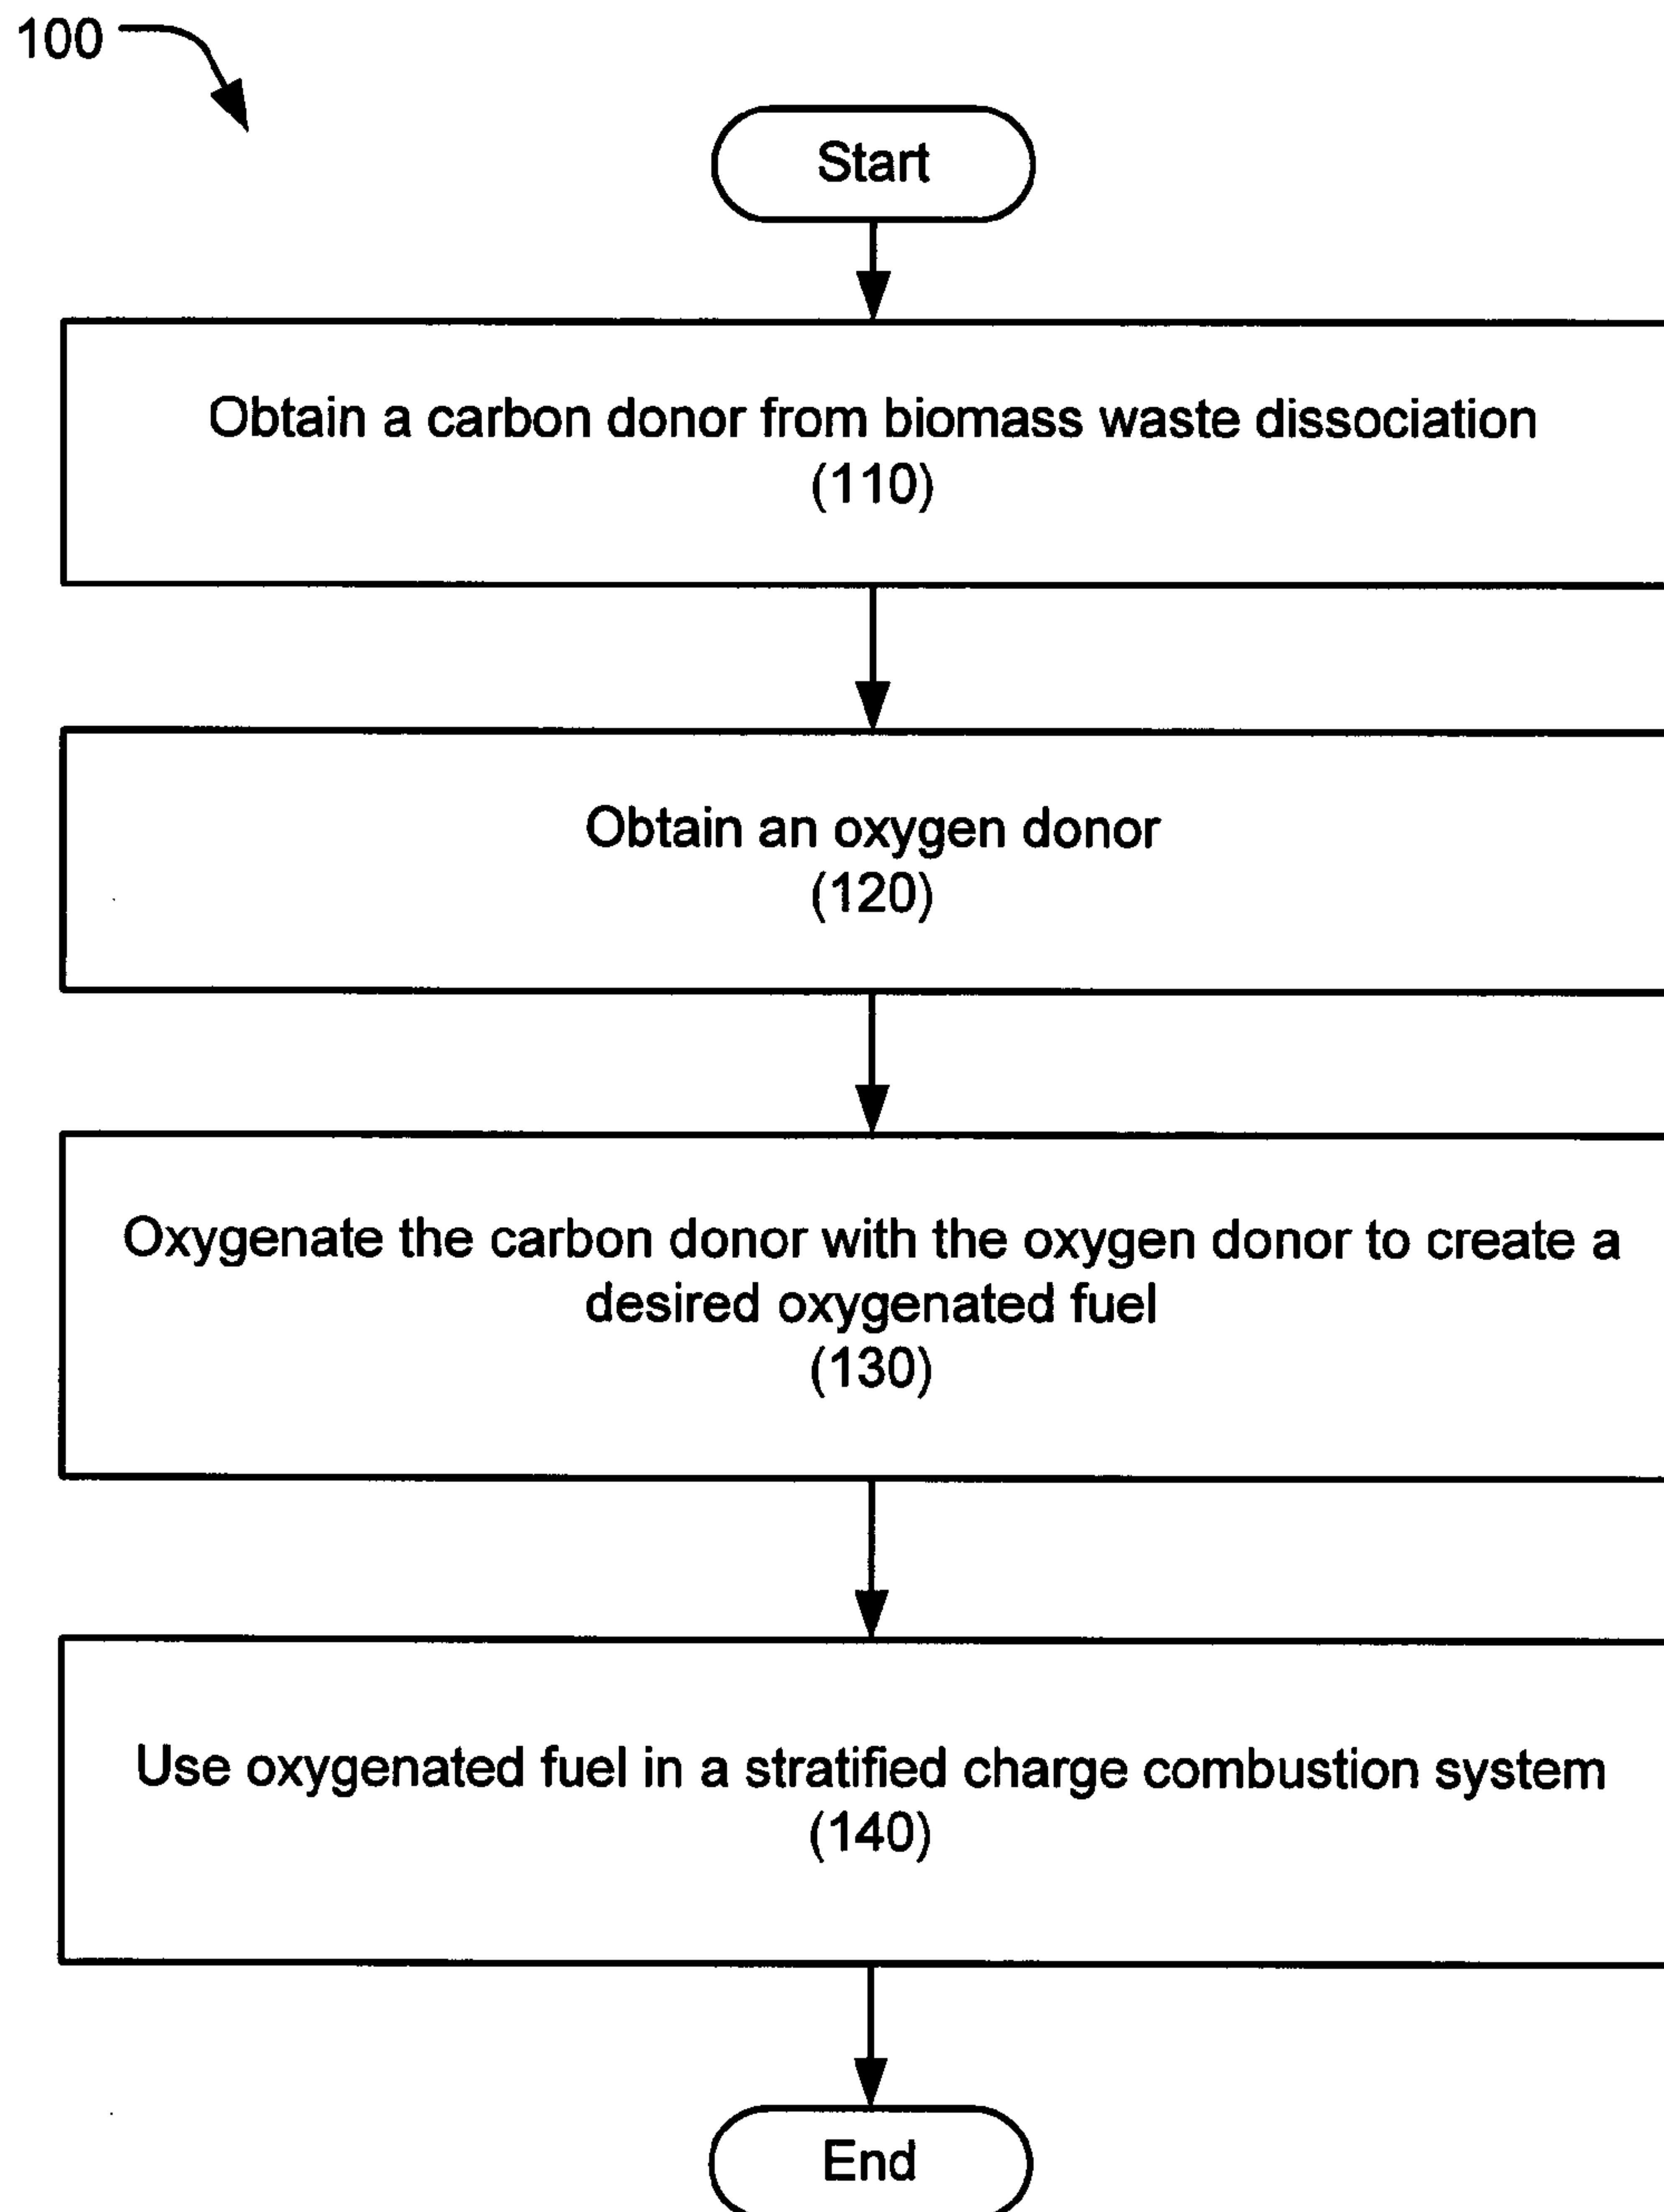 100
Start
Obtain a carbon donor from biomass waste dissociation
(110)
Obtain an oxygen donor
(120)
Oxygenate the carbon donor with the oxygen donor to create a
desired oxygenated fuel
(130)
Use oxygenated fuel in a stratified charge combustion system
(140)
End